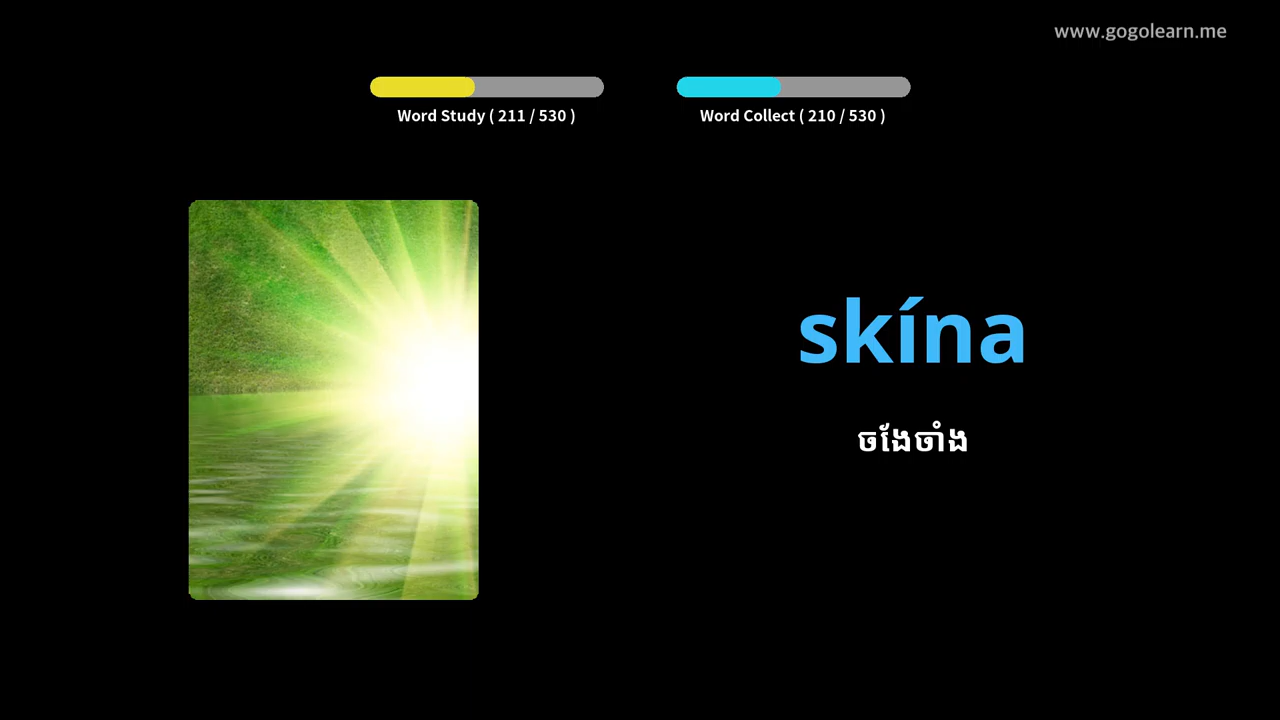 www.gogolearn.me
Word Study ( 211 / 530 )
Word Collect ( 210 / 530 )
skína
ចងែចាំង